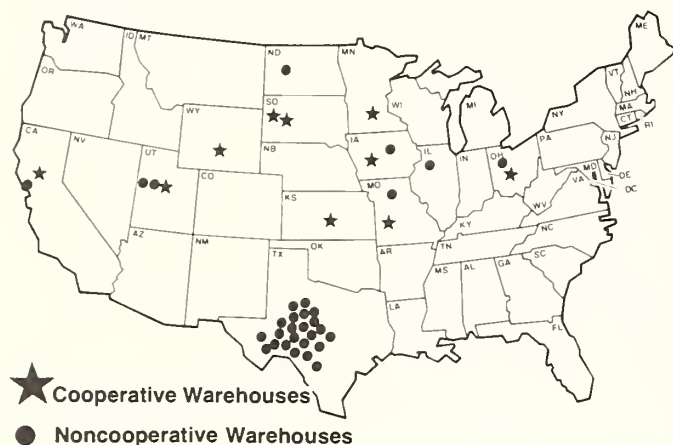 WA
ID
MT
ND
MN
ME
OR
SD
WI
MI
VT
NH
NY
MA
CT
RI
WY
IA
CA
NV
UT
NB
IL
IN
OH
PA
NJ
MD
DE
VA
DC
CO
MO
WV
KS
KY
AZ
NM
OK
TX
AR
TN
NC
SC
MS
AL
GA
LA
FL
Cooperative Warehouses
Noncooperative Warehouses